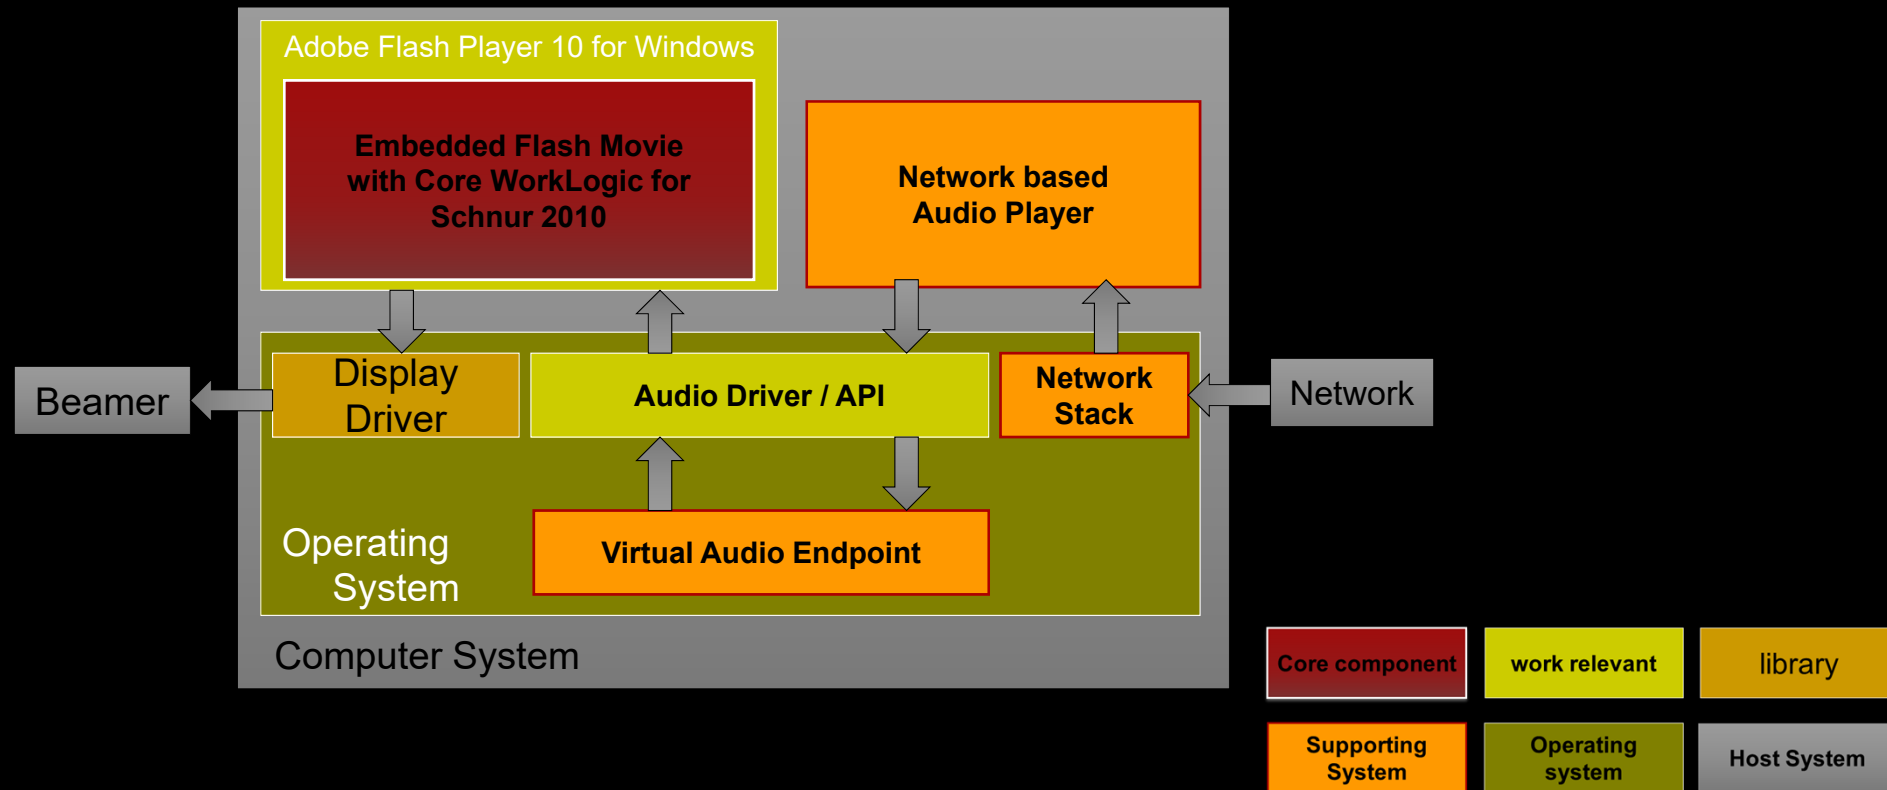 Adobe Flash Player 10 for Windows
Embedded Flash Movie
with Core WorkLogic for
Schnur 2010
Network based
Audio Player
Beamer
Display
Driver
Audio Driver / API
Network
Stack
Network
Virtual Audio Endpoint
Operating
System
Computer System
Core component
work relevant
library
Supporting
System
Operating
system
Host System